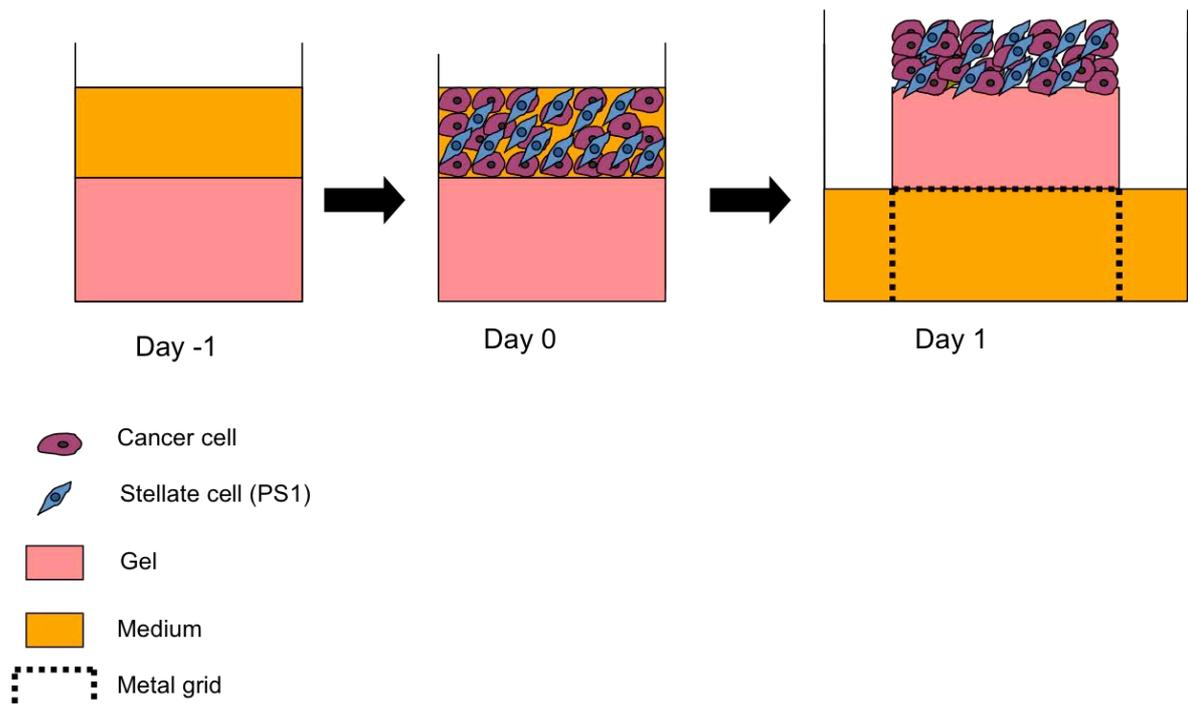 Day -1
Day 0
Day 1
Cancer cell
Stellate cell (PS1)
Gel
Medium
Metal grid